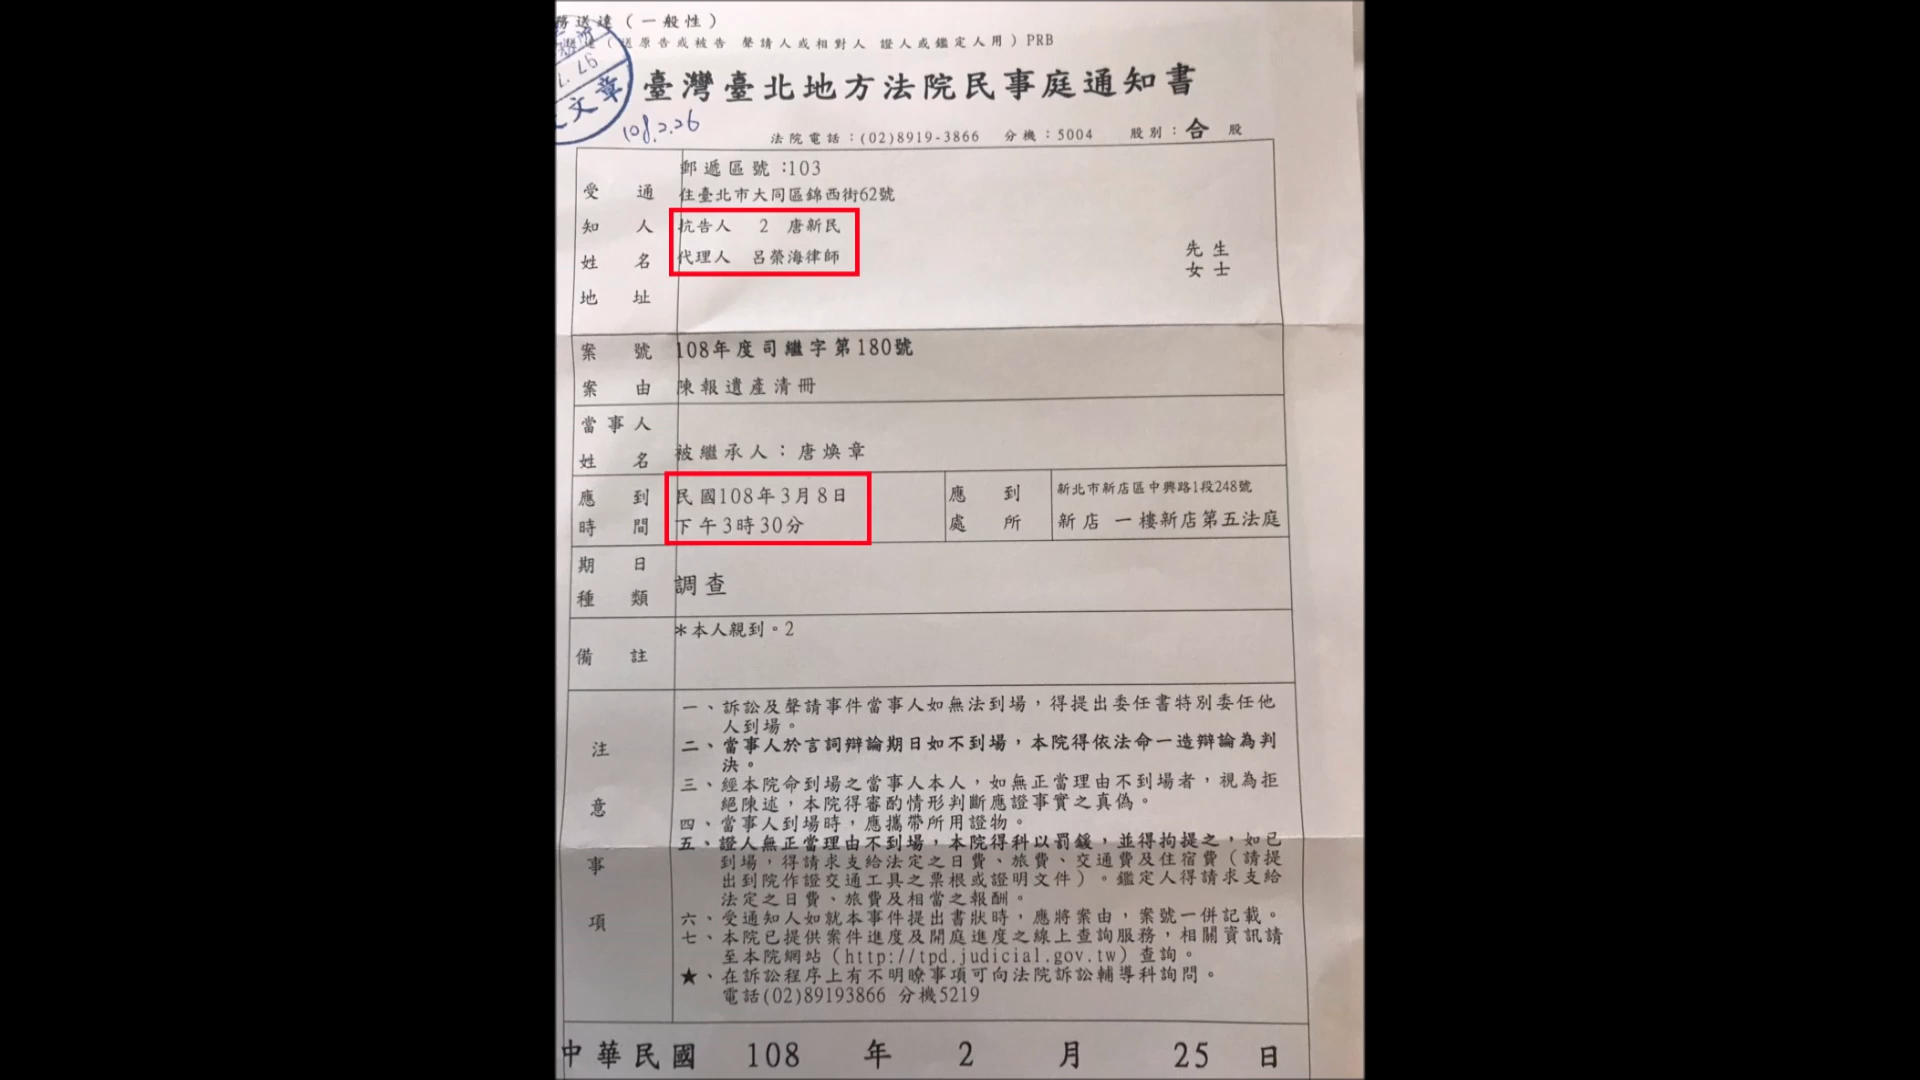 務送達（一般性）
（送原告或被告 聲請人或相對人 證人或鑑定人用）PRB
文章
108.2.26
臺灣臺北地方法院民事庭通知書
法院電話：(02)8919-3866 分機：5004 股別：合 股
郵遞區號：103
受通知人姓名地址
住臺北市大同區錦西街62號
抗告人 2 唐新民
代理人 呂榮海律師
先生
女士
案號 108年度司繼字第180號
案由 陳報遺產清冊
當事人姓名 被繼承人：唐煥章
應到時間 民國108年3月8日
下午3時30分
應到處所 新北市新店區中興路1段248號
新店 一樓新店第五法庭
期日種類 調查
備註 *本人親到。2
注意事項
一、訴訟及聲請事件當事人如無法到場，得提出委任書特別委任他
人到場。
二、當事人於言詞辯論期日如不到場，本院得依法命一造辯論為判
決。
三、經本院命到場之當事人本人，如無正當理由不到場者，視為拒
絕陳述，本院得審酌情形判斷應證事實之真偽。
四、當事人到場時，應攜帶所用證物。
五、證人無正當理由不到場，本院得科以罰鍰，並得拘提之，如已
到場，得請求支給法定之日費、旅費、交通費及住宿費（請提
出到院作證交通工具之票根或證明文件）。鑑定人得請求支給
法定之日費、旅費及相當之報酬。
六、受通知人如就本事件提出書狀時，應將案由，案號一併記載。
七、本院已提供案件進度及開庭進度之線上查詢服務，相關資訊請
至本院網站（http://tpd.judicial.gov.tw）查詢。
★、在訴訟程序上有不明瞭事項可向法院訴訟輔導科詢問。
電話(02)89193866 分機5219
中華民國 108 年 2 月 25 日